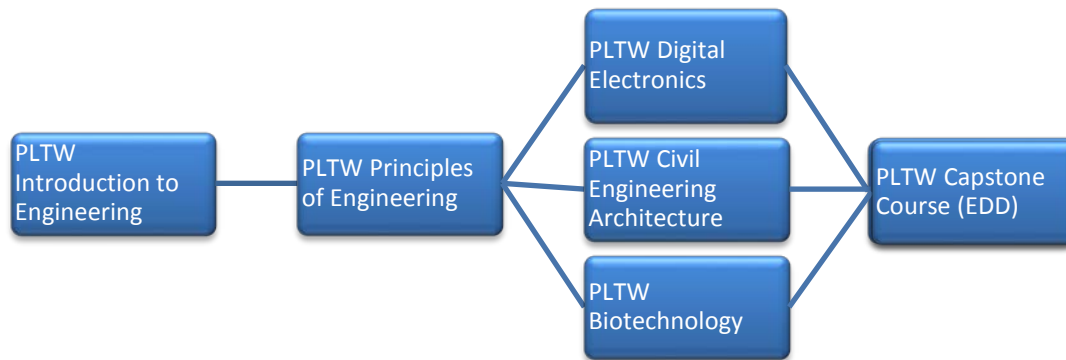 PLTW
Introduction to
Engineering
PLTW Principles
of Engineering
PLTW Digital
Electronics
PLTW Civil
Engineering
Architecture
PLTW
Biotechnology
PLTW Capstone
Course (EDD)